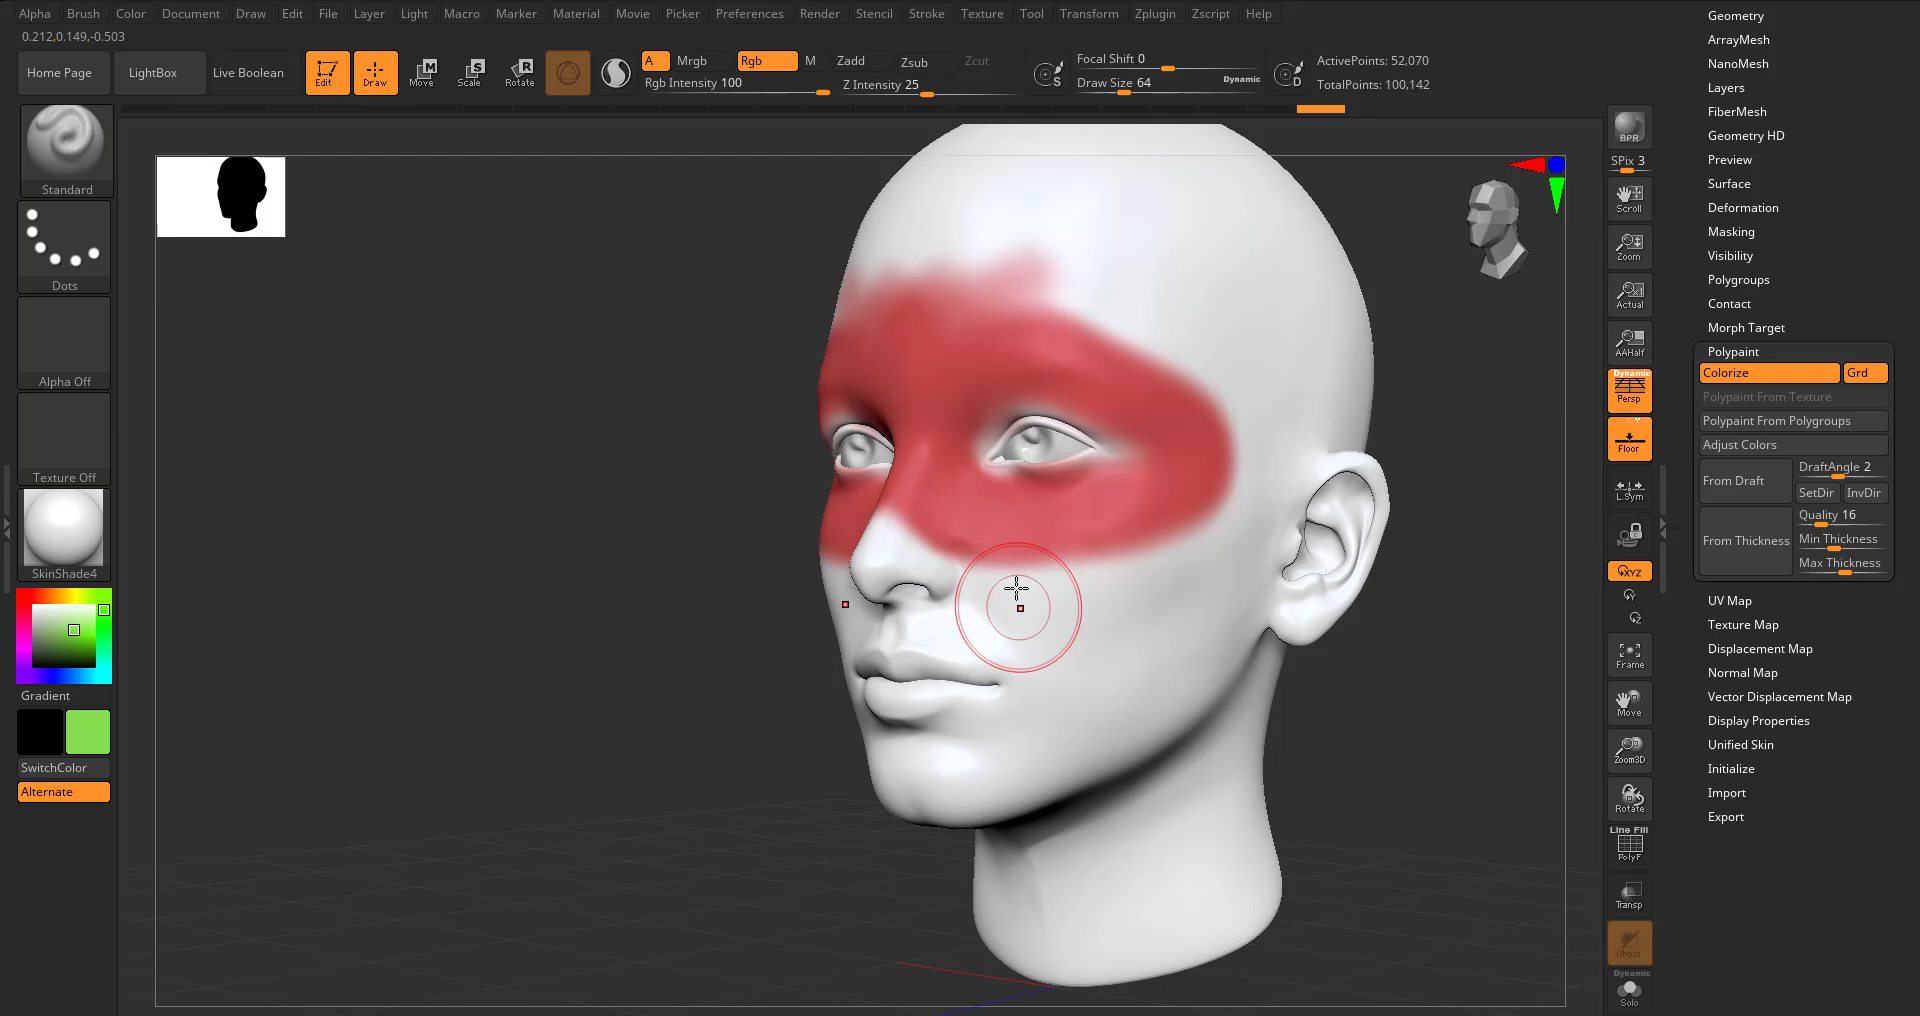 Alpha Brush Color Document Draw Edit File Layer Light Macro Marker Material Movie Picker Preferences Render Stencil Stroke Texture Tool Transform Zplugin Zscript Help
0.212,0.149,-0.503
Home Page LightBox Live Boolean Edit Draw Move Scale Rotate
A Mrgb Rgb M Zadd Zsub Zcut
Rgb Intensity 100 Z Intensity 25
Focal Shift 0
Draw Size 64 Dynamic
ActivePoints: 52,070
TotalPoints: 100,142
Standard
Dots
Alpha Off
Texture Off
SkinShade4
Gradient
SwitchColor
Alternate
BPR
SPix 3
Scroll
Zoom
Actual
AAHalf
Dynamic
Persp
Floor
L.Sym
XYZ
Y
Z
Frame
Move
Zoom3D
Rotate
Line Fill
PolyF
Transp
Ghost
Dynamic
Solo
Geometry
ArrayMesh
NanoMesh
Layers
FiberMesh
Geometry HD
Preview
Surface
Deformation
Masking
Visibility
Polygroups
Contact
Morph Target
Polypaint
Colorize Grd
Polypaint From Texture
Polypaint From Polygroups
Adjust Colors
From Draft DraftAngle 2
SetDir InvDir
From Thickness Quality 16
Min Thickness
Max Thickness
UV Map
Texture Map
Displacement Map
Normal Map
Vector Displacement Map
Display Properties
Unified Skin
Initialize
Import
Export